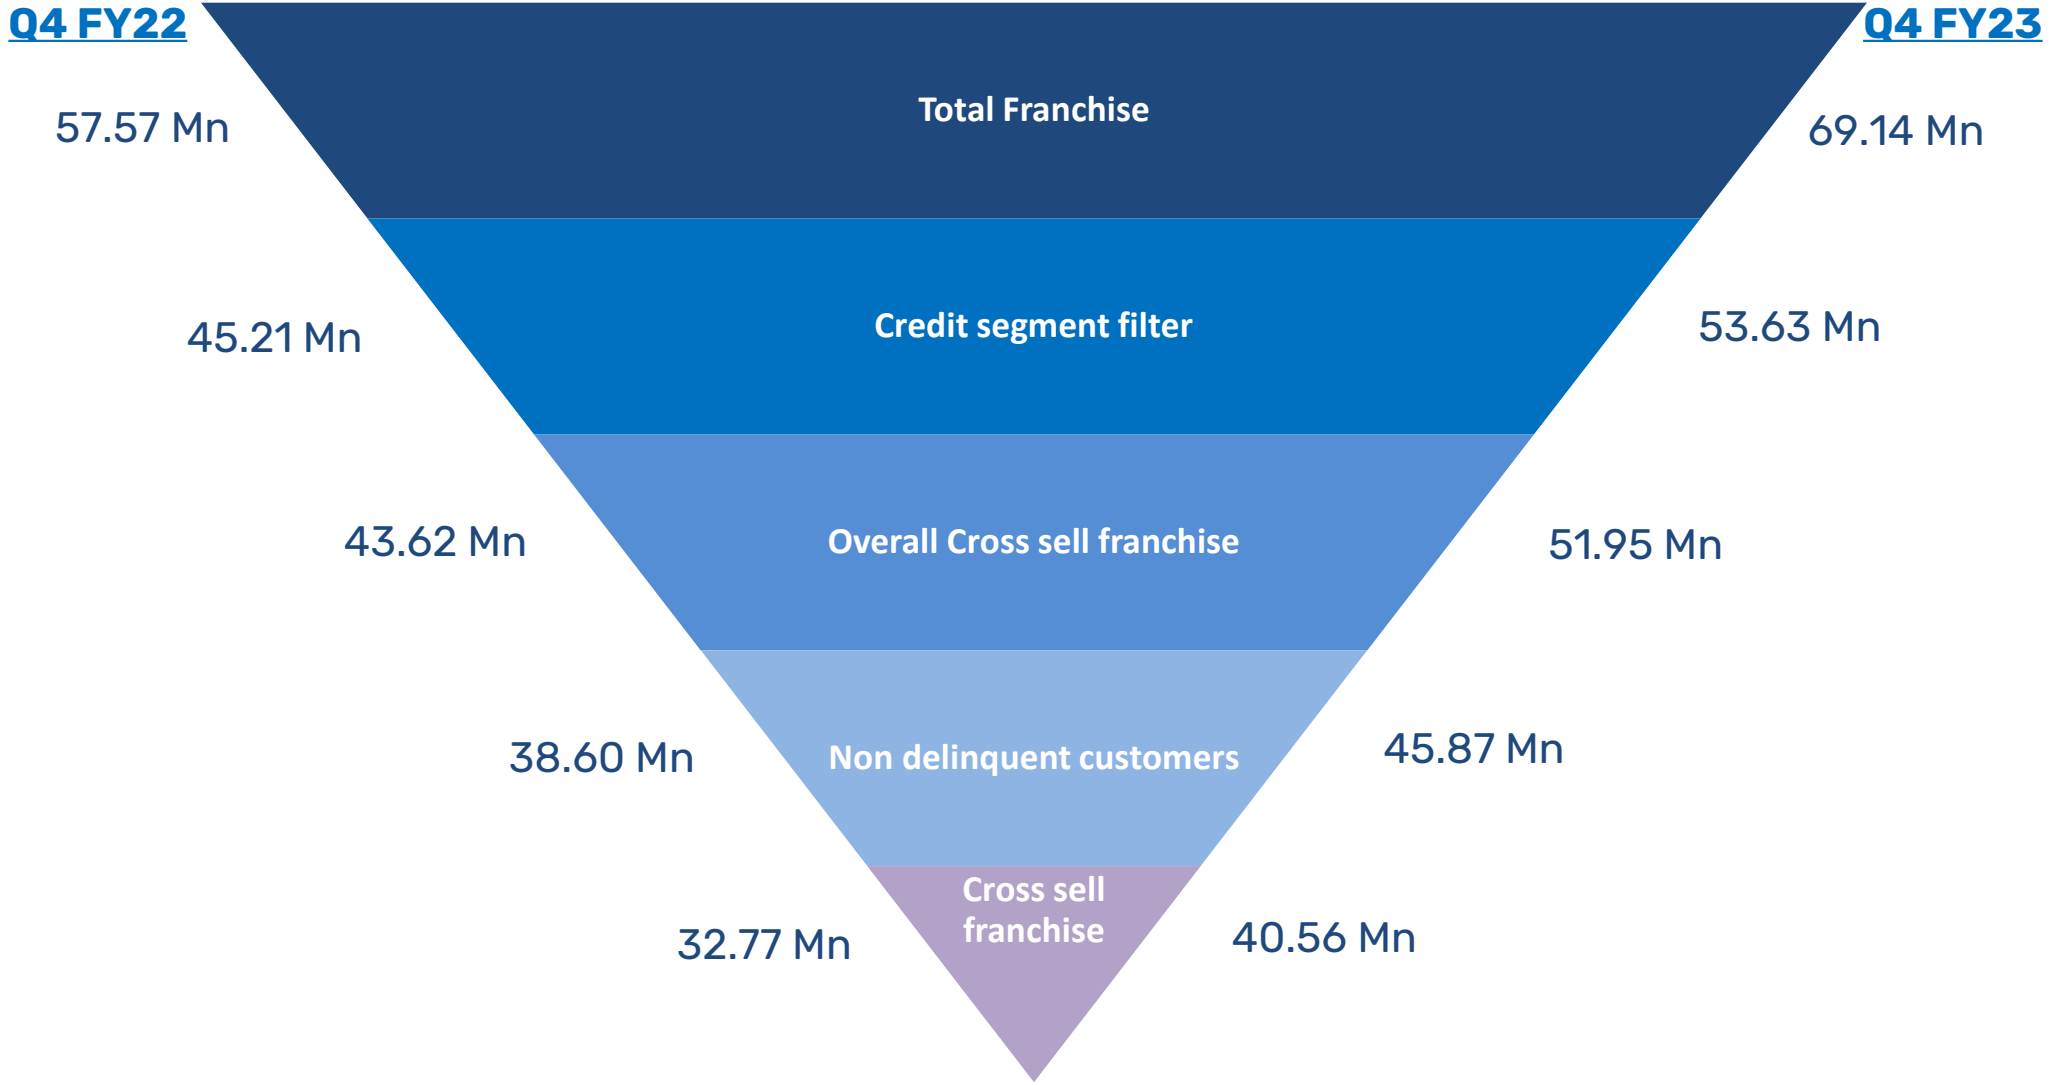 Q4 FY22
Q4 FY23
Total Franchise
57.57 Mn
69.14 Mn
Credit segment filter
45.21 Mn
53.63 Mn
Overall Cross sell franchise
43.62 Mn
51.95 Mn
Non delinquent customers
38.60 Mn
45.87 Mn
Cross sell
franchise
32.77 Mn
40.56 Mn